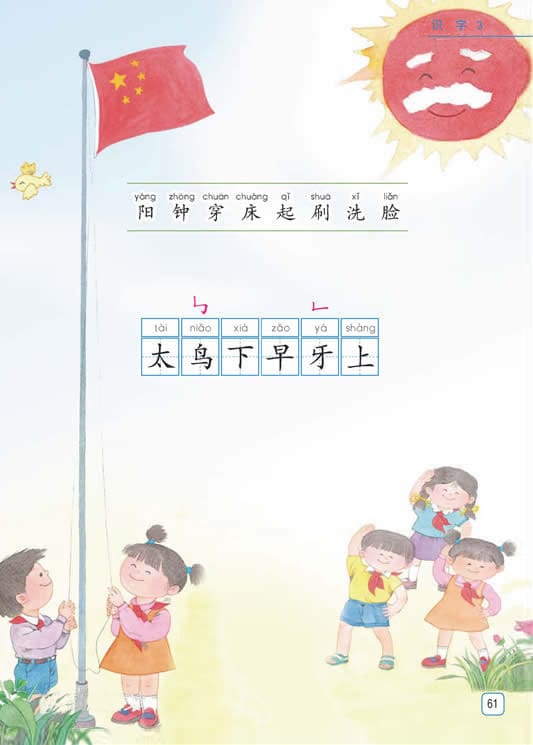 识字3
yáng zhōng chuān chuáng qǐ shuā xǐ liǎn
阳 钟 穿 床 起 刷 洗 脸
㇉ ㇗
tài niǎo xià zǎo yá shàng
太 鸟 下 早 牙 上
61